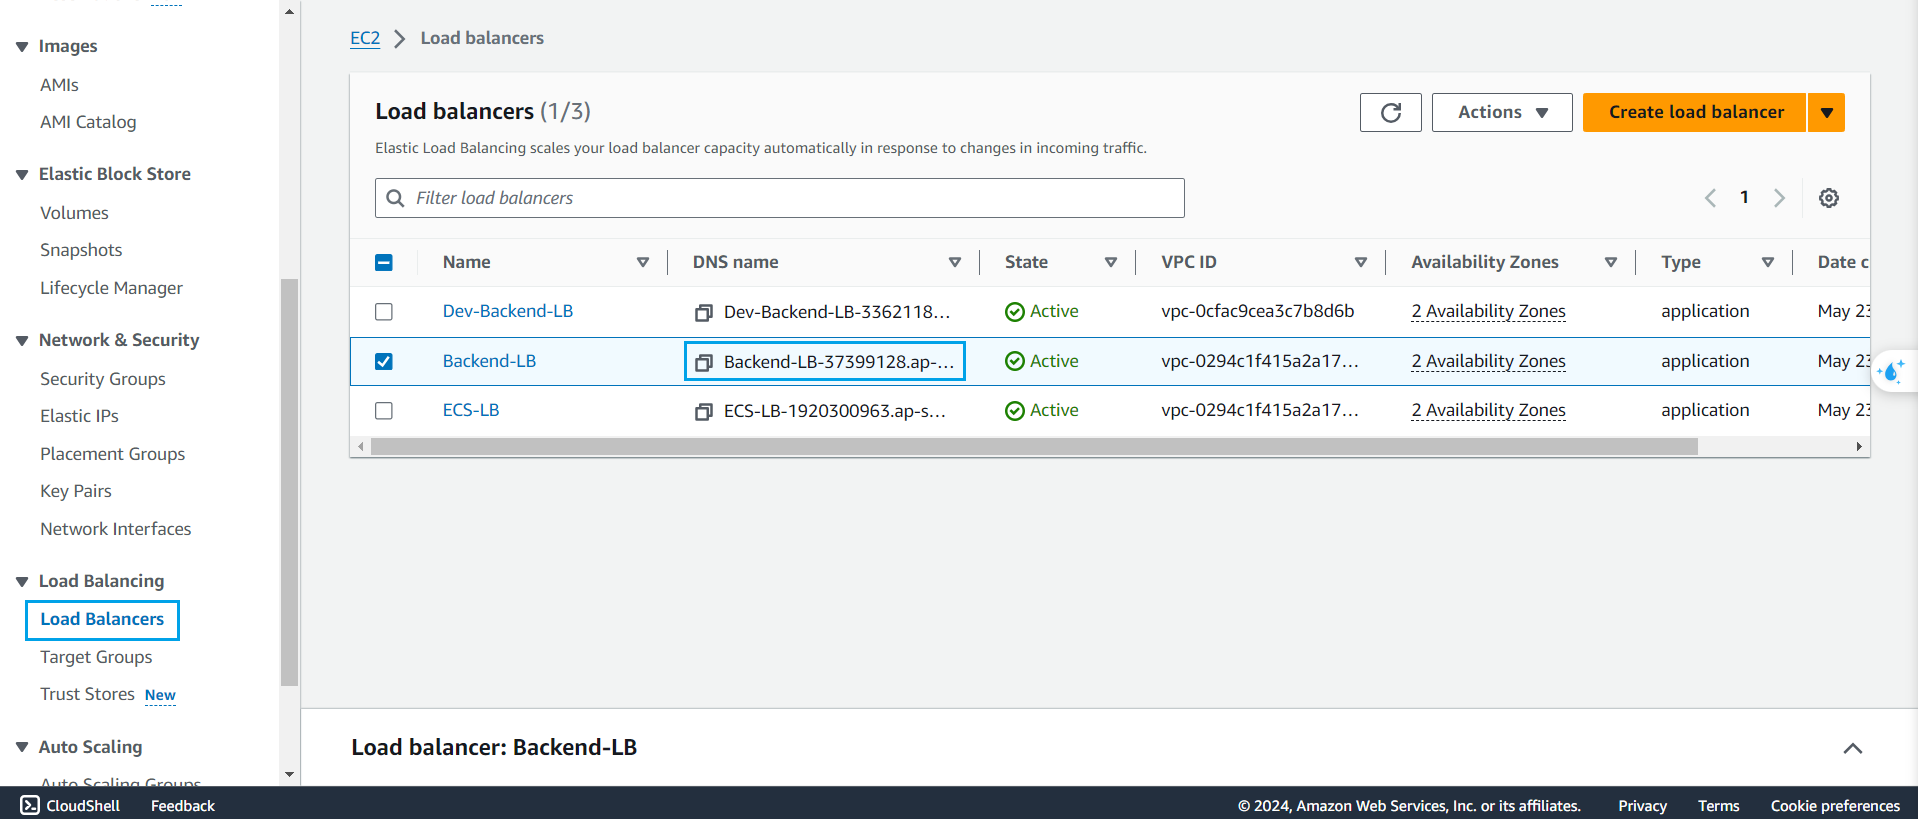 Images
AMIs
AMI Catalog
Elastic Block Store
Volumes
Snapshots
Lifecycle Manager
Network & Security
Security Groups
Elastic IPs
Placement Groups
Key Pairs
Network Interfaces
Load Balancing
Load Balancers
Target Groups
Trust Stores New
Auto Scaling
Auto Scaling Groups
EC2 Load balancers
Load balancers (1/3)
Actions
Create load balancer
Elastic Load Balancing scales your load balancer capacity automatically in response to changes in incoming traffic.
Filter load balancers
1
Name DNS name State VPC ID Availability Zones Type Date c
Dev-Backend-LB Dev-Backend-LB-3362118... Active vpc-0cfac9cea3c7b8d6b 2 Availability Zones application May 23
Backend-LB Backend-LB-37399128.ap-... Active vpc-0294c1f415a2a17... 2 Availability Zones application May 23
ECS-LB ECS-LB-1920300963.ap-s... Active vpc-0294c1f415a2a17... 2 Availability Zones application May 23
Load balancer: Backend-LB
CloudShell Feedback © 2024, Amazon Web Services, Inc. or its affiliates. Privacy Terms Cookie preferences